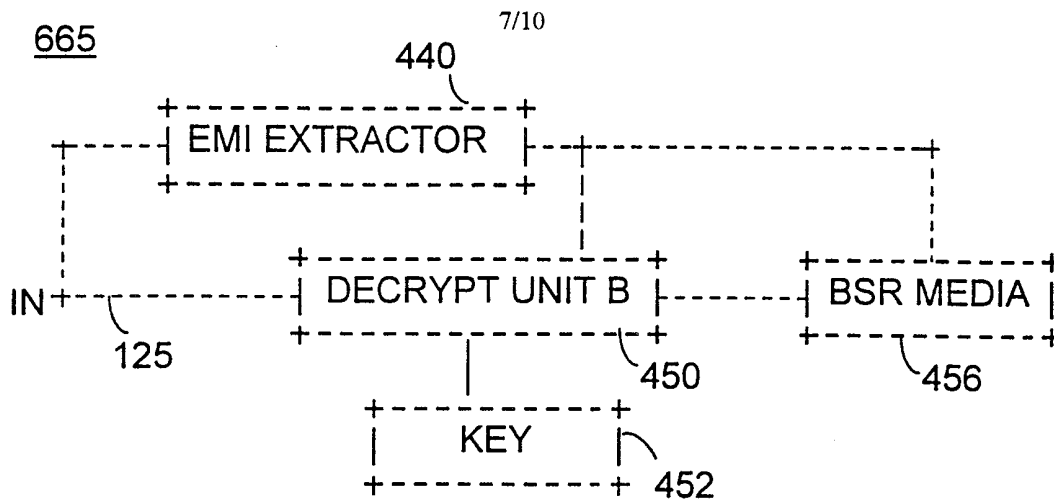 7/10
665
440
EMI EXTRACTOR
IN
DECRYPT UNIT B
BSR MEDIA
125
450
456
KEY
452